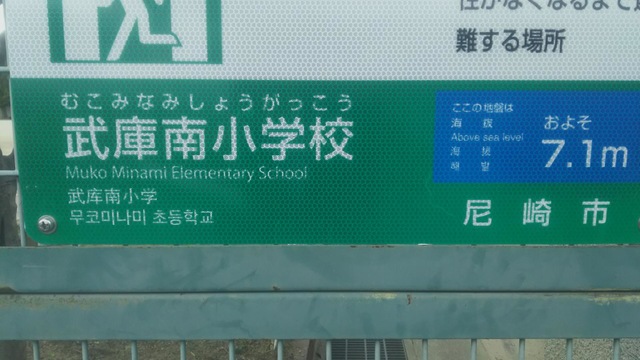 難する場所
むこみなみしょうがっこう
武庫南小学校
Muko Minami Elementary School
武库南小学
무코미나미 초등학교
ここの地盤は
海抜
Above sea level
海拔
해발
およそ
7.1m
尼崎市